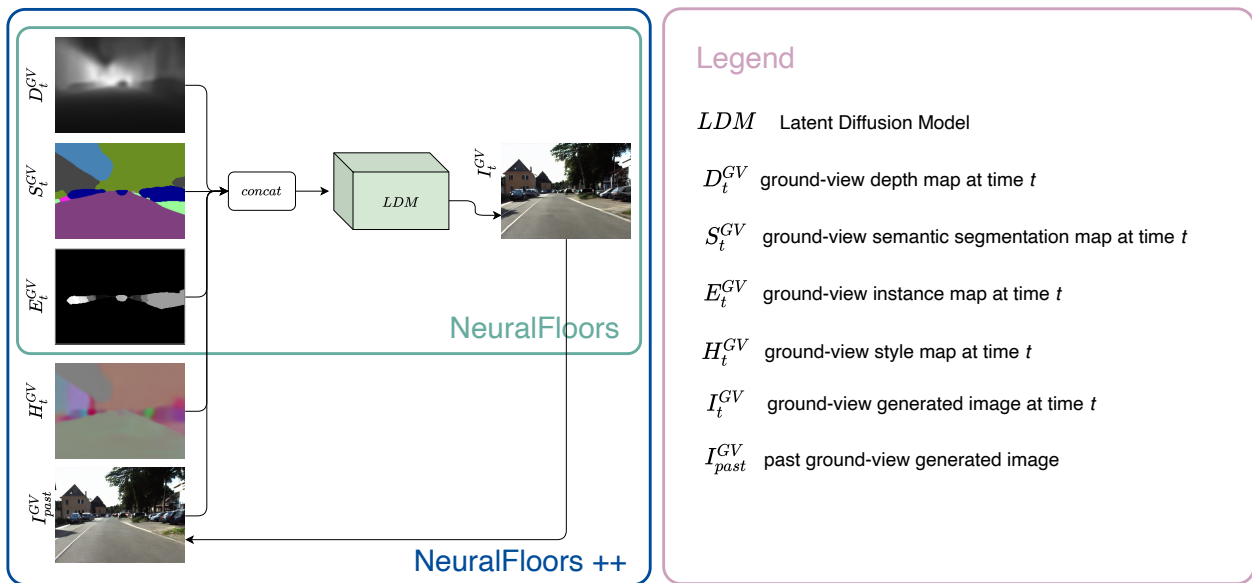 D_t^{GV}
S_t^{GV}
E_t^{GV}
H_t^{GV}
I_{past}^{GV}
concat
LDM
I_t^{GV}
NeuralFloors
NeuralFloors ++
Legend
LDM Latent Diffusion Model
D_t^{GV} ground-view depth map at time t
S_t^{GV} ground-view semantic segmentation map at time t
E_t^{GV} ground-view instance map at time t
H_t^{GV} ground-view style map at time t
I_t^{GV} ground-view generated image at time t
I_{past}^{GV} past ground-view generated image